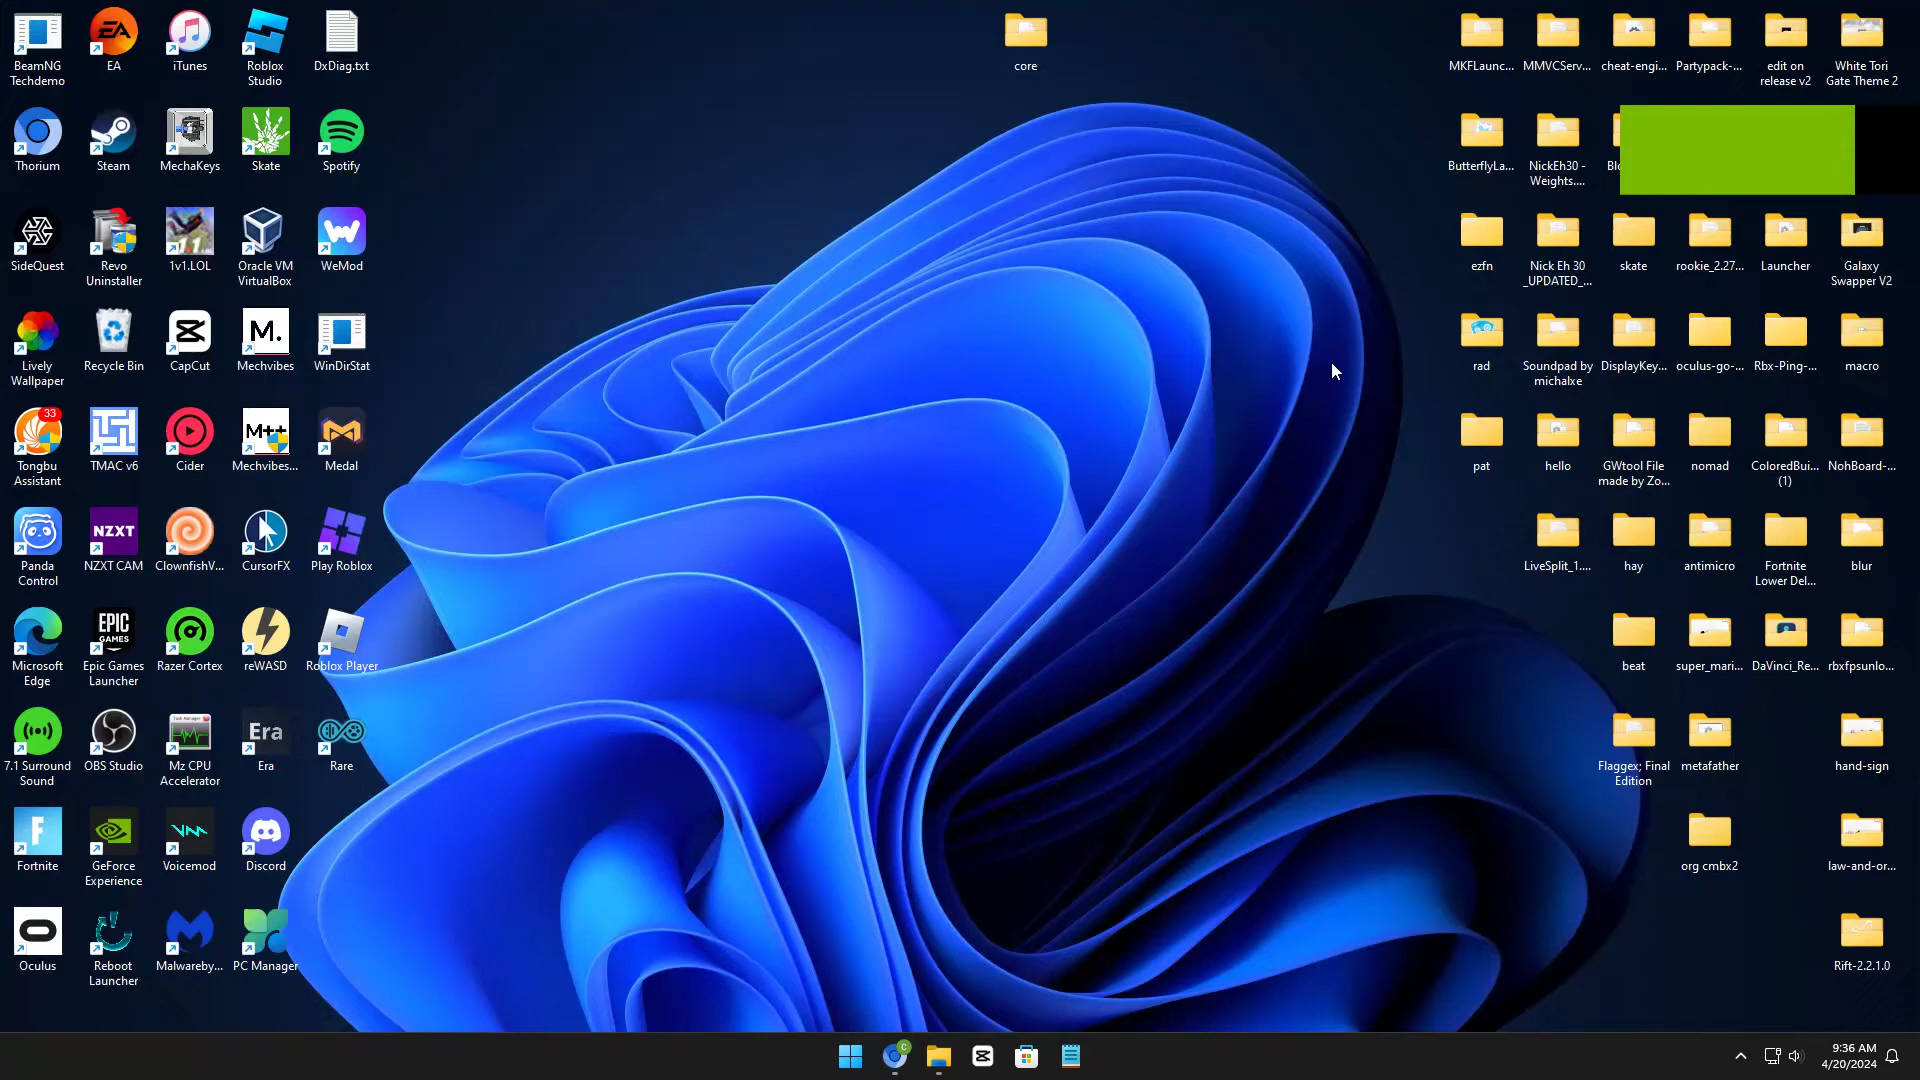 BeamNG
Techdemo
EA
iTunes
Roblox
Studio
DxDiag.txt
core
MKFLaunc...
MMVCServ...
cheat-engi...
Partypack-...
edit on
release v2
White Tori
Gate Theme 2
Thorium
Steam
MechaKeys
Skate
Spotify
ButterflyLa...
NickEh30 -
Weights....
SideQuest
Revo
Uninstaller
1v1.LOL
Oracle VM
VirtualBox
WeMod
ezfn
Nick Eh 30
_UPDATED_...
skate
rookie_2.27...
Launcher
Galaxy
Swapper V2
Lively
Wallpaper
Recycle Bin
CapCut
M.
Mechvibes
WinDirStat
rad
Soundpad by
michalxe
DisplayKey...
oculus-go-...
Rbx-Ping-...
macro
33
Tongbu
Assistant
TMAC v6
Cider
M++
Mechvibes...
Medal
pat
hello
GWtool File
made by Zo...
nomad
ColoredBui...
(1)
NohBoard-...
Panda
Control
NZXT
NZXT CAM
ClownfishV...
CursorFX
Play Roblox
LiveSplit_1....
hay
antimicro
Fortnite
Lower Del...
blur
Microsoft
Edge
EPIC
GAMES
Epic Games
Launcher
Razer Cortex
reWASD
Roblox Player
beat
super_mari...
DaVinci_Re...
rbxfpsunlo...
7.1 Surround
Sound
OBS Studio
Mz CPU
Accelerator
Era
Era
Rare
Flaggex; Final
Edition
metafather
hand-sign
Fortnite
GeForce
Experience
Voicemod
Discord
org cmbx2
law-and-or...
Oculus
Reboot
Launcher
Malwareby...
PC Manager
Rift-2.2.1.0
9:36 AM
4/20/2024